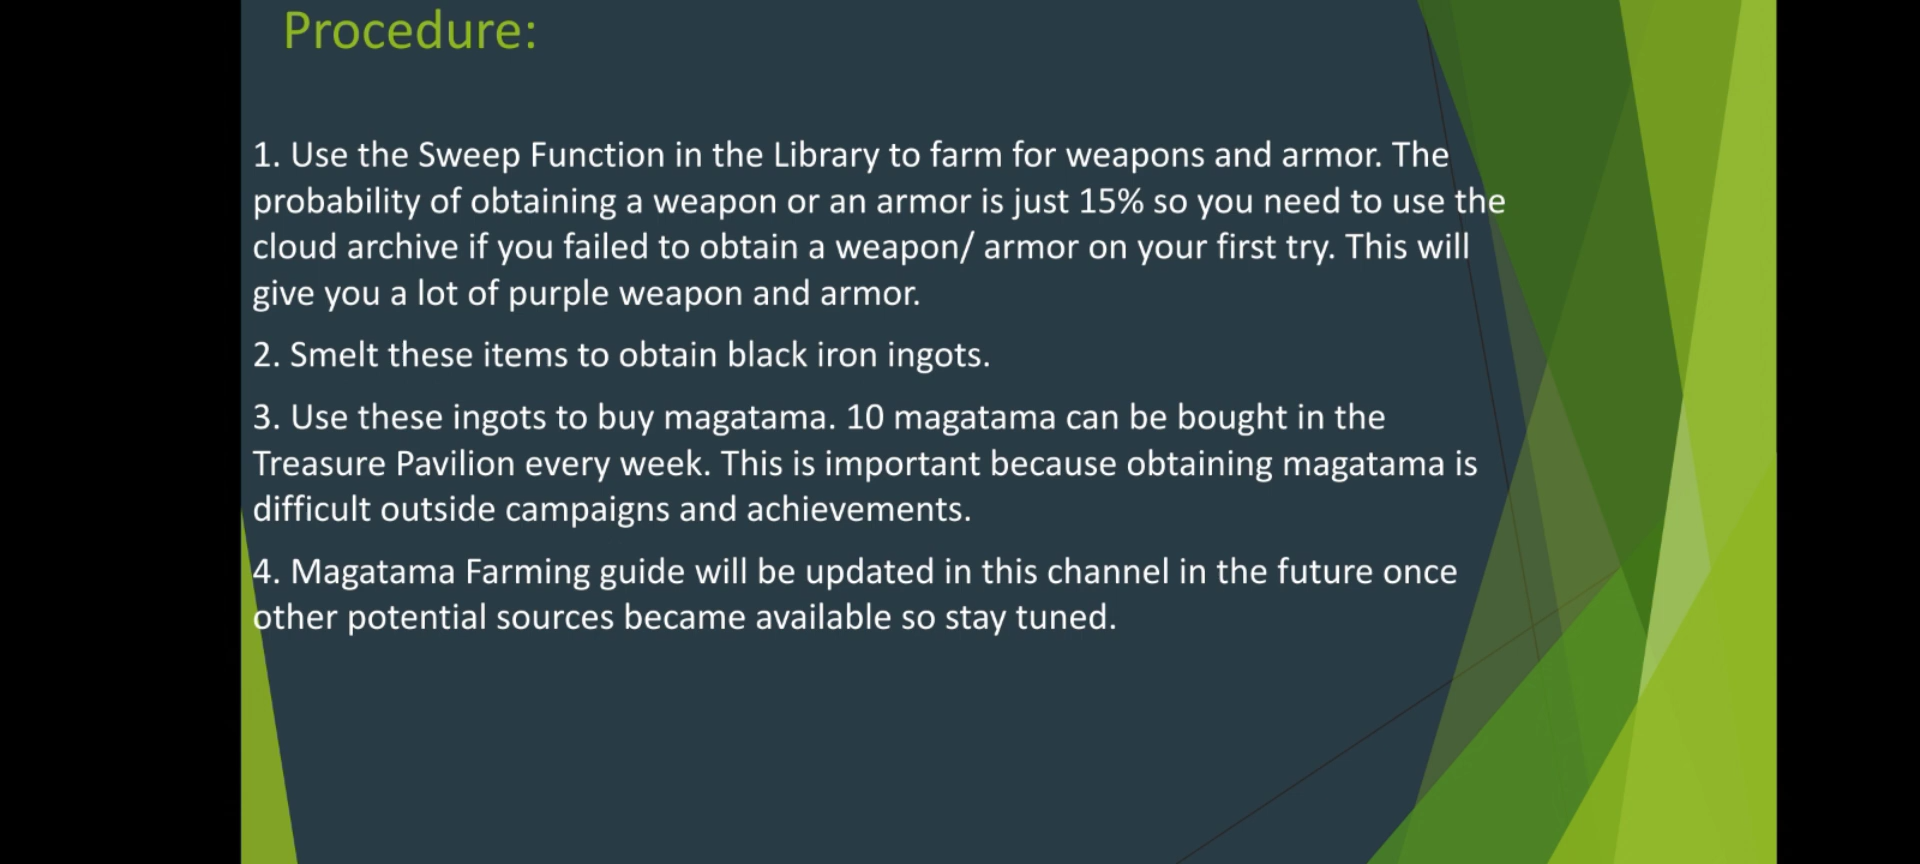 Procedure:
1. Use the Sweep Function in the Library to farm for weapons and armor. The
probability of obtaining a weapon or an armor is just 15% so you need to use the
cloud archive if you failed to obtain a weapon/ armor on your first try. This will
give you a lot of purple weapon and armor.
2. Smelt these items to obtain black iron ingots.
3. Use these ingots to buy magatama. 10 magatama can be bought in the
Treasure Pavilion every week. This is important because obtaining magatama is
difficult outside campaigns and achievements.
4. Magatama Farming guide will be updated in this channel in the future once
other potential sources became available so stay tuned.